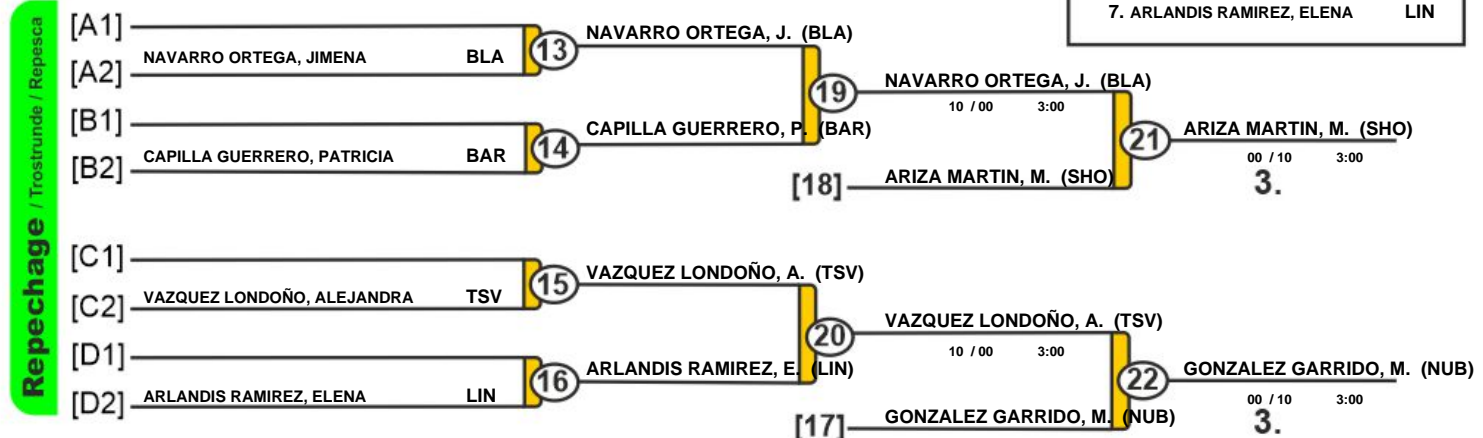 7. ARLANDIS RAMIREZ, ELENA LIN
Repechage / Trostrunde / Repesca
[A1]
NAVARRO ORTEGA, J. (BLA)
13
NAVARRO ORTEGA, JIMENA BLA
[A2]
NAVARRO ORTEGA, J. (BLA)
19
10 / 00 3:00
[B1]
CAPILLA GUERRERO, P. (BAR)
14
CAPILLA GUERRERO, PATRICIA BAR
[B2]
21
ARIZA MARTIN, M. (SHO)
00 / 10 3:00
3.
[18]
ARIZA MARTIN, M. (SHO)
[C1]
VAZQUEZ LONDOÑO, A. (TSV)
15
VAZQUEZ LONDOÑO, ALEJANDRA TSV
[C2]
VAZQUEZ LONDOÑO, A. (TSV)
20
10 / 00 3:00
[D1]
ARLANDIS RAMIREZ, E. (LIN)
16
ARLANDIS RAMIREZ, ELENA LIN
[D2]
22
GONZALEZ GARRIDO, M. (NUB)
00 / 10 3:00
3.
[17]
GONZALEZ GARRIDO, M. (NUB)